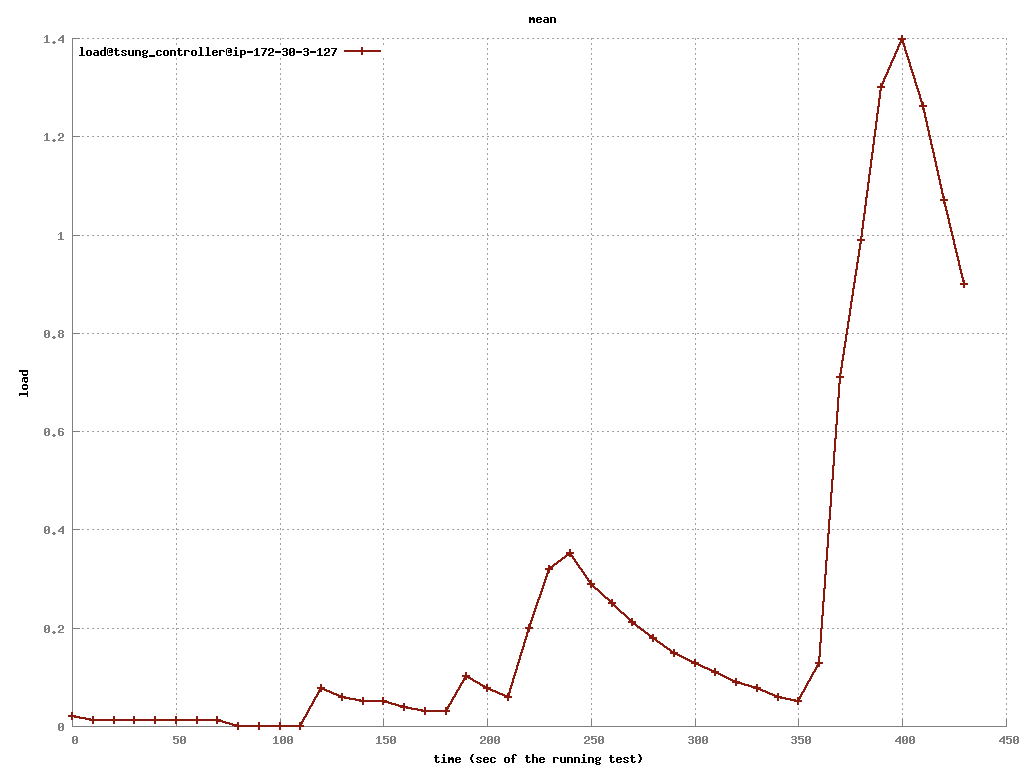 mean
load@tsung_controller@ip-172-30-3-127
1.4
1.2
1
0.8
0.6
0.4
0.2
0
load
0 50 100 150 200 250 300 350 400 450
time (sec of the running test)